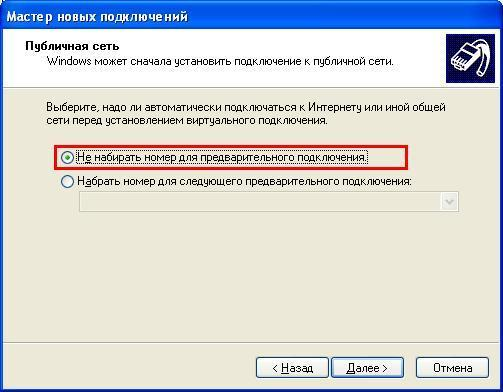 Мастер новых подключений
Публичная сеть
Windows может сначала установить подключение к публичной сети.
Выберите, надо ли автоматически подключаться к Интернету или иной общей
сети перед установлением виртуального подключения.
Не набирать номер для предварительного подключения.
Набрать номер для следующего предварительного подключения:
< Назад
Далее >
Отмена